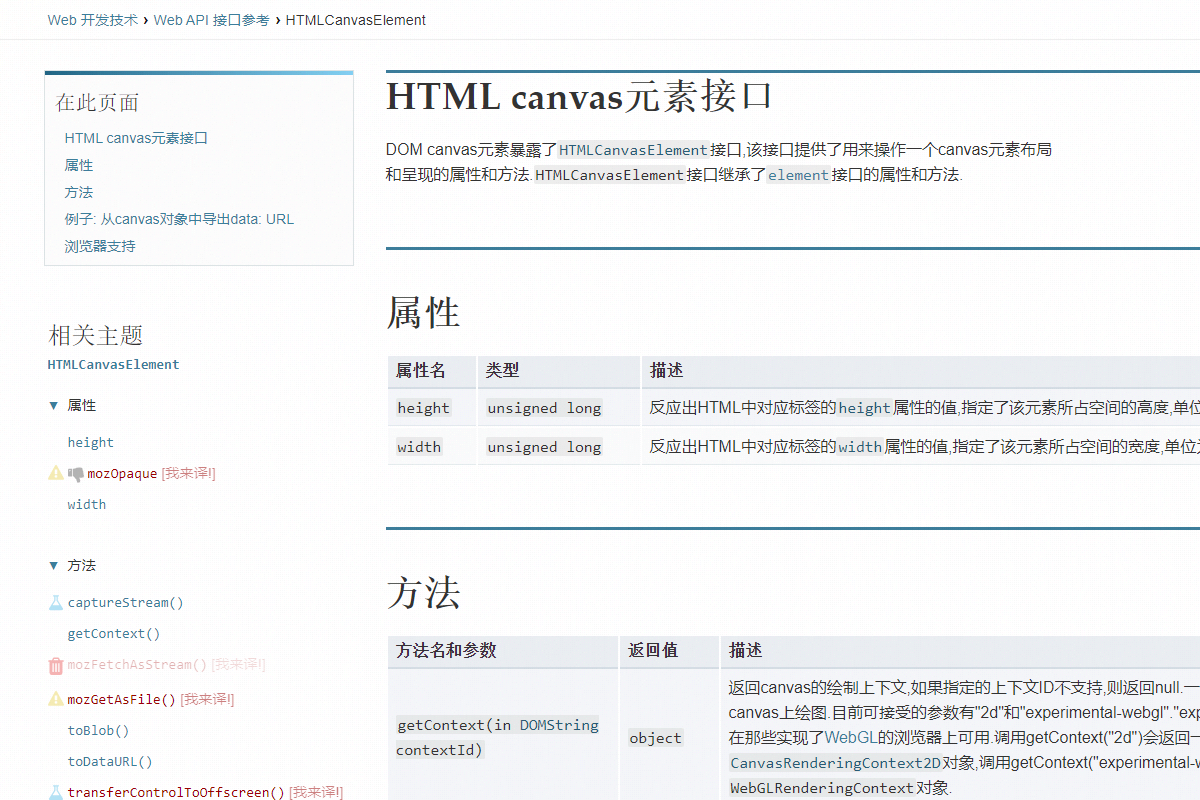 Web 开发技术 › Web API 接口参考 › HTMLCanvasElement
在此页面
HTML canvas元素接口
属性
方法
例子: 从canvas对象中导出data: URL
浏览器支持
相关主题
HTMLCanvasElement
▼ 属性
height
mozOpaque [我来译!]
width
▼ 方法
captureStream()
getContext()
mozFetchAsStream() [我来译!]
mozGetAsFile() [我来译!]
toBlob()
toDataURL()
transferControlToOffscreen() [我来译!]
HTML canvas元素接口
DOM canvas元素暴露了HTMLCanvasElement接口,该接口提供了用来操作一个canvas元素布局
和呈现的属性和方法.HTMLCanvasElement接口继承了element接口的属性和方法.
属性
属性名 类型 描述
height unsigned long 反应出HTML中对应标签的height属性的值,指定了该元素所占空间的高度,单位
width unsigned long 反应出HTML中对应标签的width属性的值,指定了该元素所占空间的宽度,单位为
方法
方法名和参数 返回值 描述
getContext(in DOMString
contextId)
object
返回canvas的绘制上下文,如果指定的上下文ID不支持,则返回null.一
canvas上绘图.目前可接受的参数有"2d"和"experimental-webgl"."exp
在那些实现了WebGL的浏览器上可用.调用getContext("2d")会返回一
CanvasRenderingContext2D对象,调用getContext("experimental-w
WebGLRenderingContext对象.